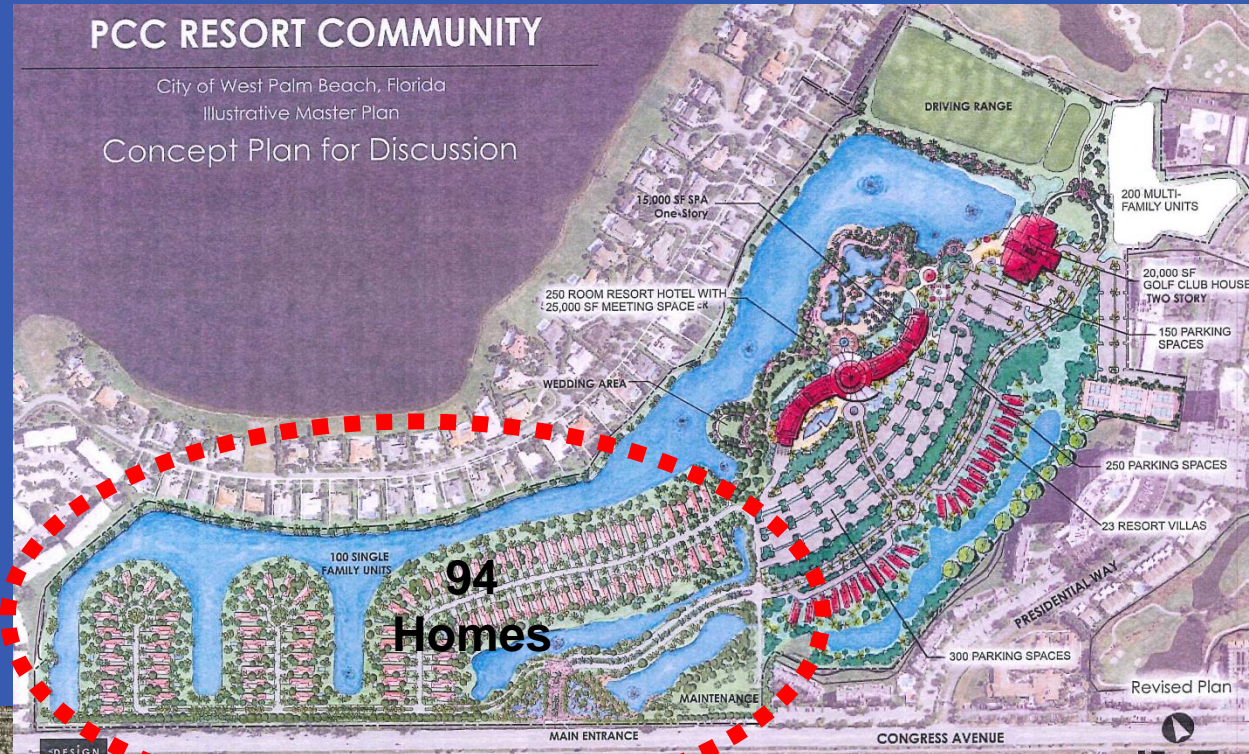 PCC RESORT COMMUNITY
City of West Palm Beach, Florida
Illustrative Master Plan
Concept Plan for Discussion
DRIVING RANGE
15,000 SF SPA
One-Story
200 MULTI-
FAMILY UNITS
20,000 SF
GOLF CLUB HOUSE
TWO STORY
250 ROOM RESORT HOTEL WITH
25,000 SF MEETING SPACE
150 PARKING
SPACES
WEDDING AREA
250 PARKING SPACES
23 RESORT VILLAS
100 SINGLE
FAMILY UNITS
94
Homes
PRESIDENTIAL WAY
300 PARKING SPACES
Revised Plan
MAINTENANCE
MAIN ENTRANCE
CONGRESS AVENUE
DESIGN